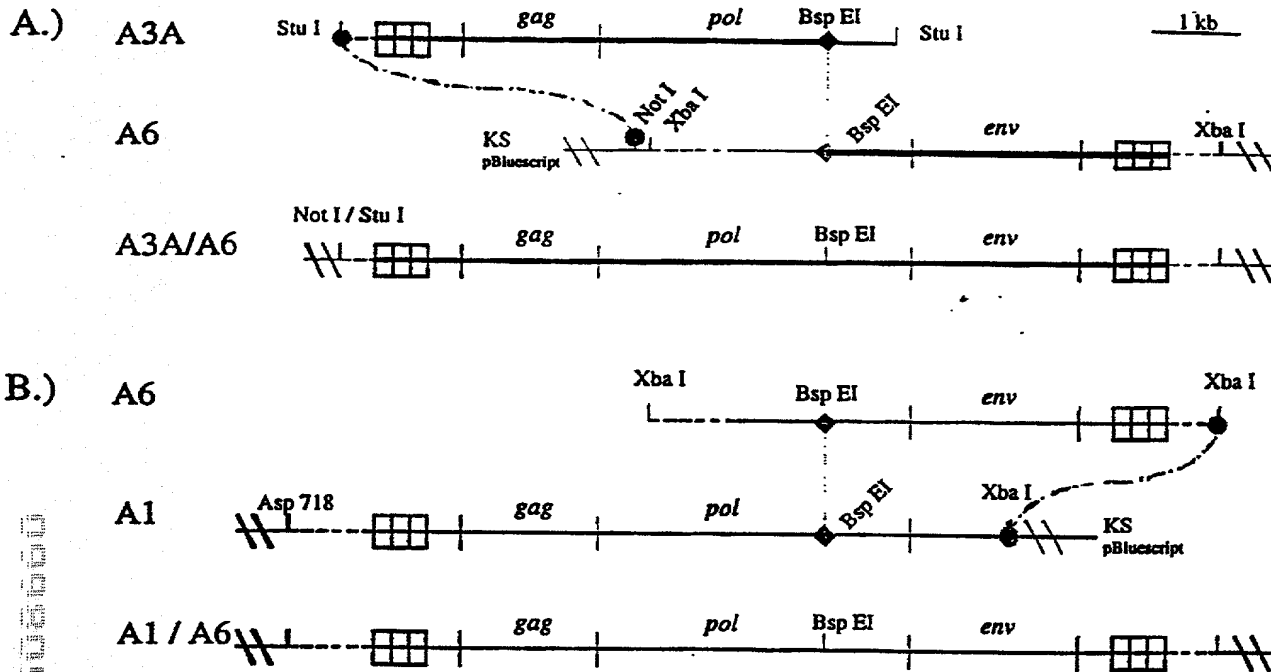 A.)
A3A Stu I gag pol Bsp EI Stu I 1 kb
A6 KS pBluescript Not I Xba I Bsp EI env Xba I
Not I / Stu I
A3A/A6 gag pol Bsp EI env
B.)
A6 Xba I Bsp EI env Xba I
A1 Asp 718 gag pol Bsp EI Xba I KS pBluescript
A1 / A6 gag pol Bsp EI env